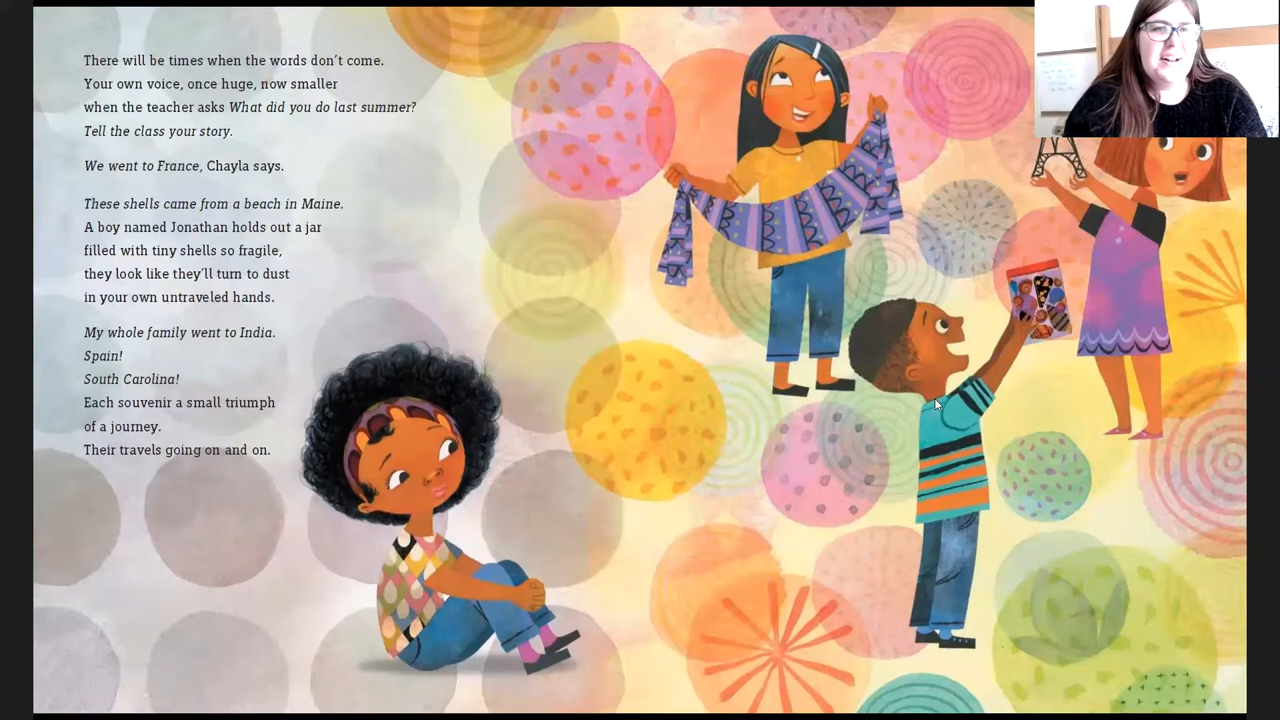 There will be times when the words don't come.
Your own voice, once huge, now smaller
when the teacher asks What did you do last summer?
Tell the class your story.
We went to France, Chayla says.
These shells came from a beach in Maine.
A boy named Jonathan holds out a jar
filled with tiny shells so fragile,
they look like they'll turn to dust
in your own untraveled hands.
My whole family went to India.
Spain!
South Carolina!
Each souvenir a small triumph
of a journey.
Their travels going on and on.